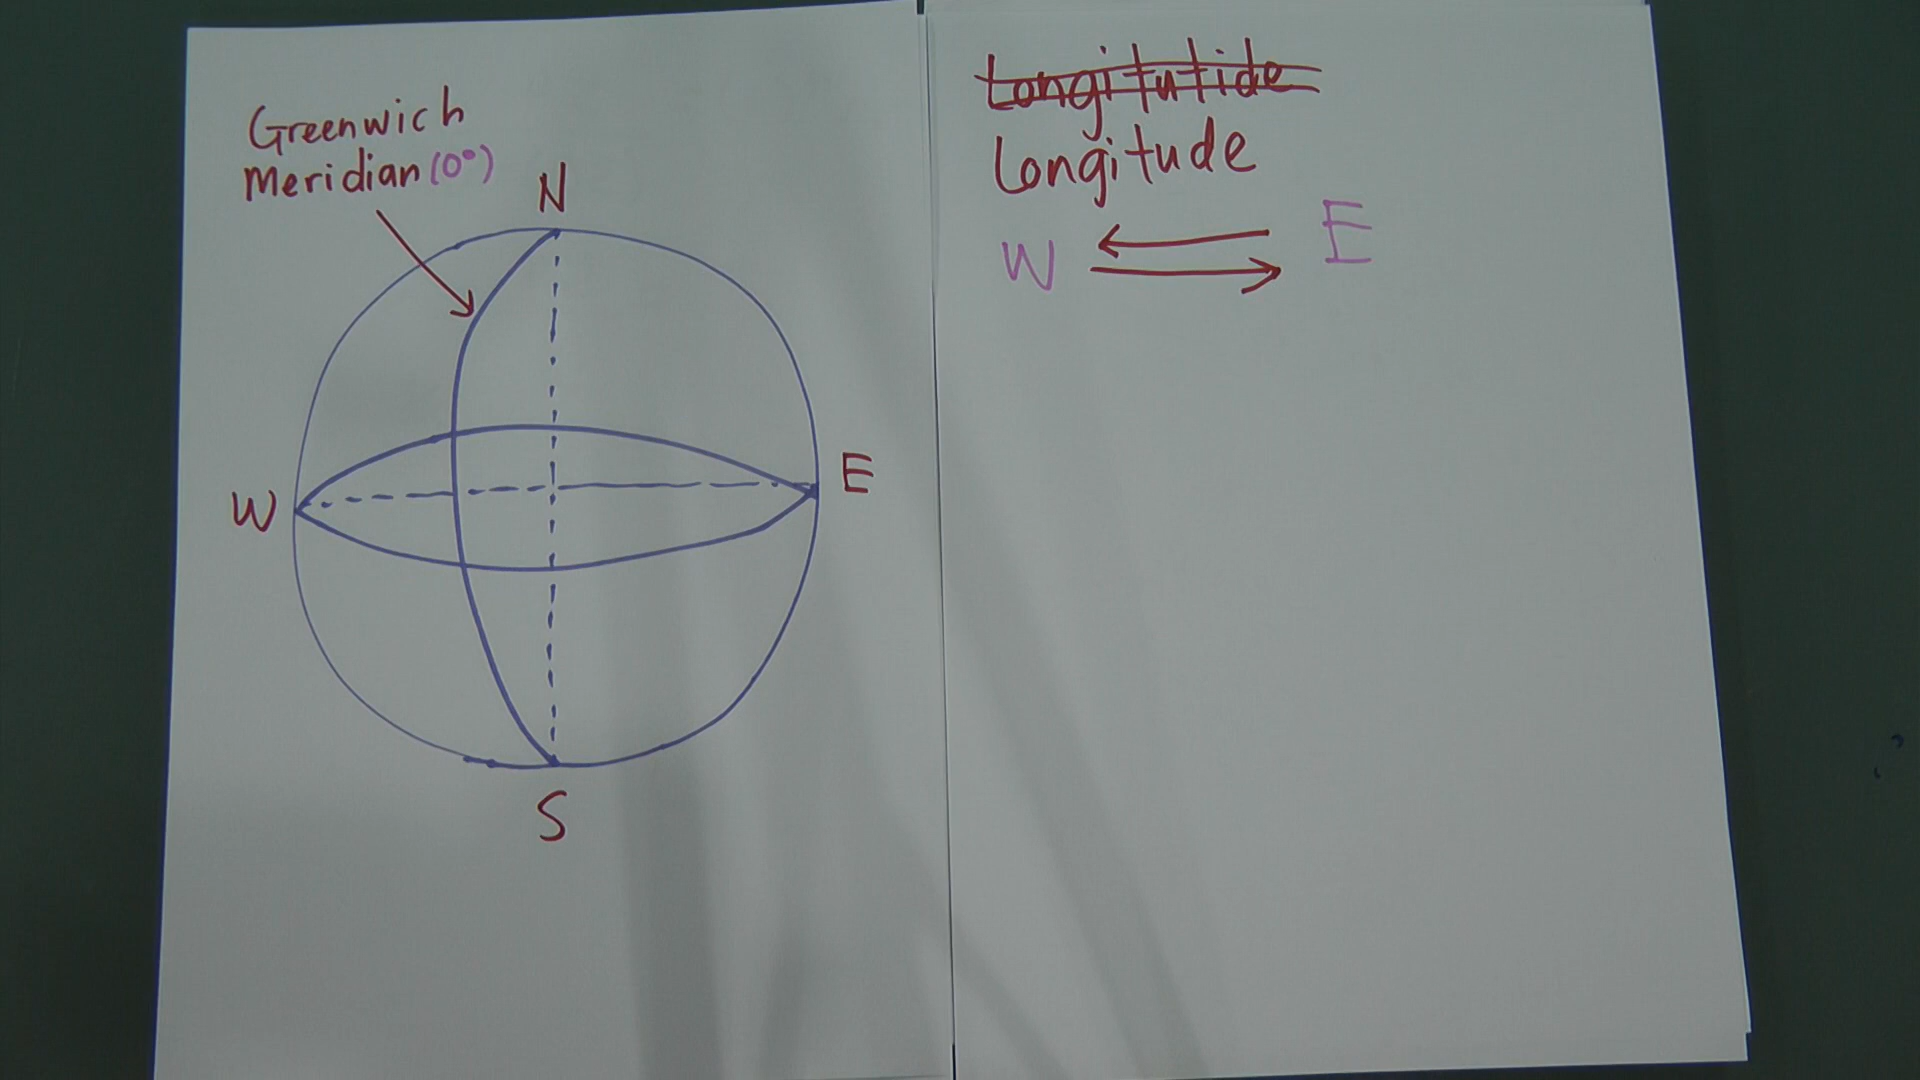 Greenwich
Meridian (0°)
N
W
E
S
Longitutide
Longitude
W E